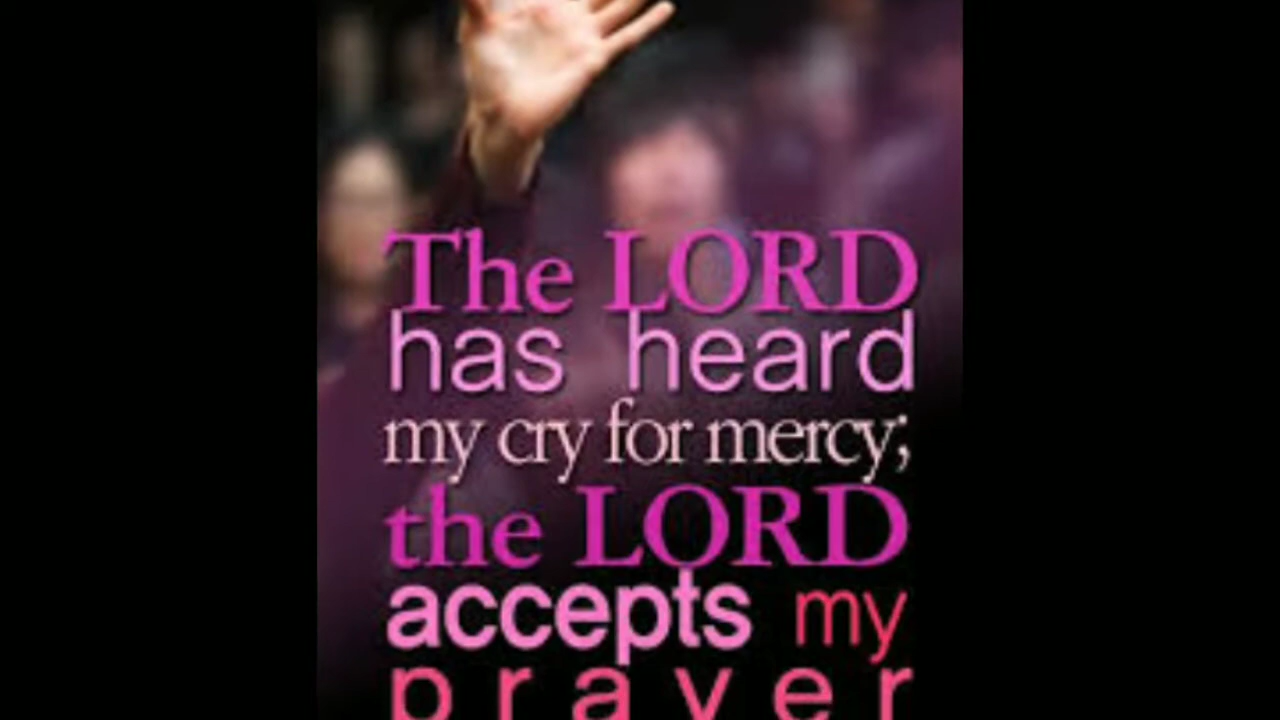 The LORD
has heard
my cry for mercy;
the LORD
accepts my
prayer